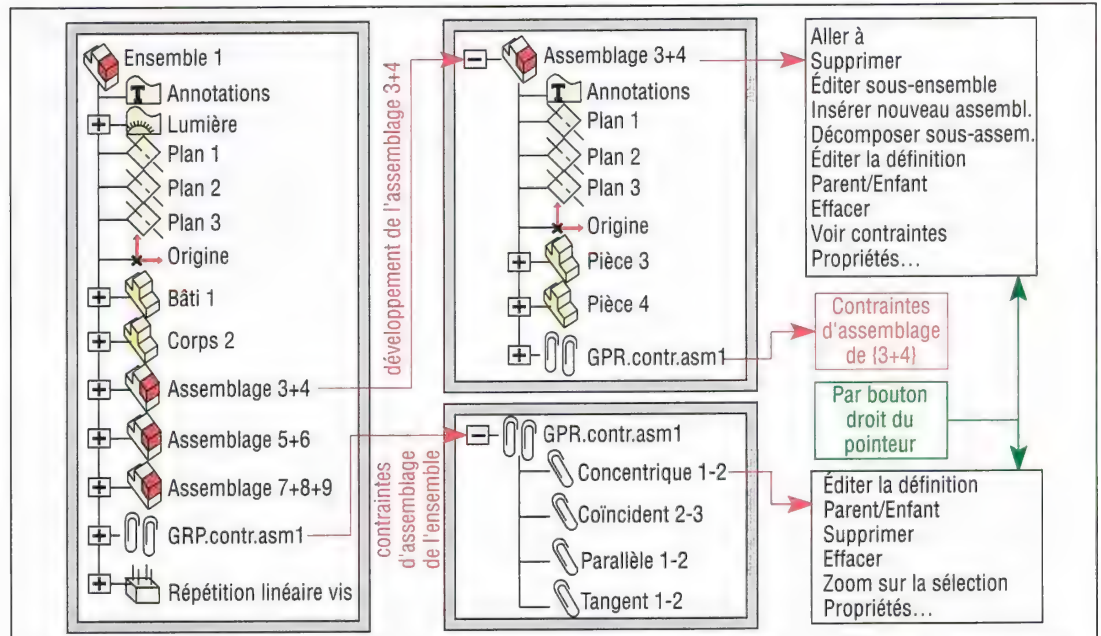 Ensemble 1
Annotations
Lumière
Plan 1
Plan 2
Plan 3
Origine
Bâti 1
Corps 2
Assemblage 3+4
Assemblage 5+6
Assemblage 7+8+9
GRP.contr.asm1
Répétition linéaire vis
développement de l'assemblage 3+4
contraintes
d'assemblage
de l'ensemble
Assemblage 3+4
Annotations
Plan 1
Plan 2
Plan 3
Origine
Pièce 3
Pièce 4
GPR.contr.asm1
GPR.contr.asm1
Concentrique 1-2
Coïncident 2-3
Parallèle 1-2
Tangent 1-2
Aller à
Supprimer
Éditer sous-ensemble
Insérer nouveau assembl.
Décomposer sous-assem.
Éditer la définition
Parent/Enfant
Effacer
Voir contraintes
Propriétés…
Contraintes
d'assemblage
de {3+4}
Par bouton
droit du
pointeur
Éditer la définition
Parent/Enfant
Supprimer
Effacer
Zoom sur la sélection
Propriétés…